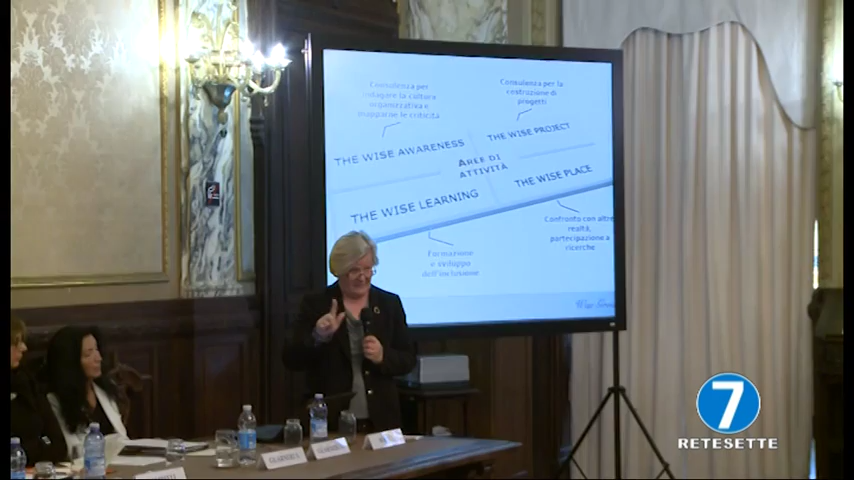 Consulenza per
indagare la cultura
organizzativa e
mapparne le criticità
Consulenza per la
costruzione di
progetti
THE WISE AWARENESS
THE WISE PROJECT
AREE DI
ATTIVITÀ
THE WISE LEARNING
THE WISE PLACE
Formazione
e sviluppo
dell'inclusione
Confronto con altre
realtà,
partecipazione a
ricerche
7
RETESETTE